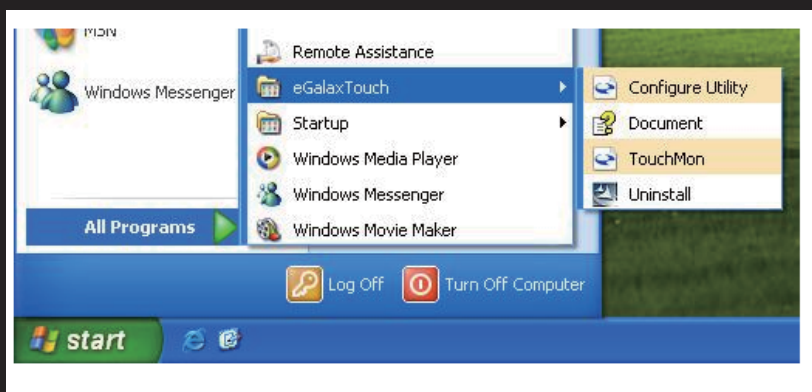 MSN
Windows Messenger
All Programs
Remote Assistance
eGalaxTouch
Startup
Windows Media Player
Windows Messenger
Windows Movie Maker
Configure Utility
Document
TouchMon
Uninstall
Log Off
Turn Off Computer
start